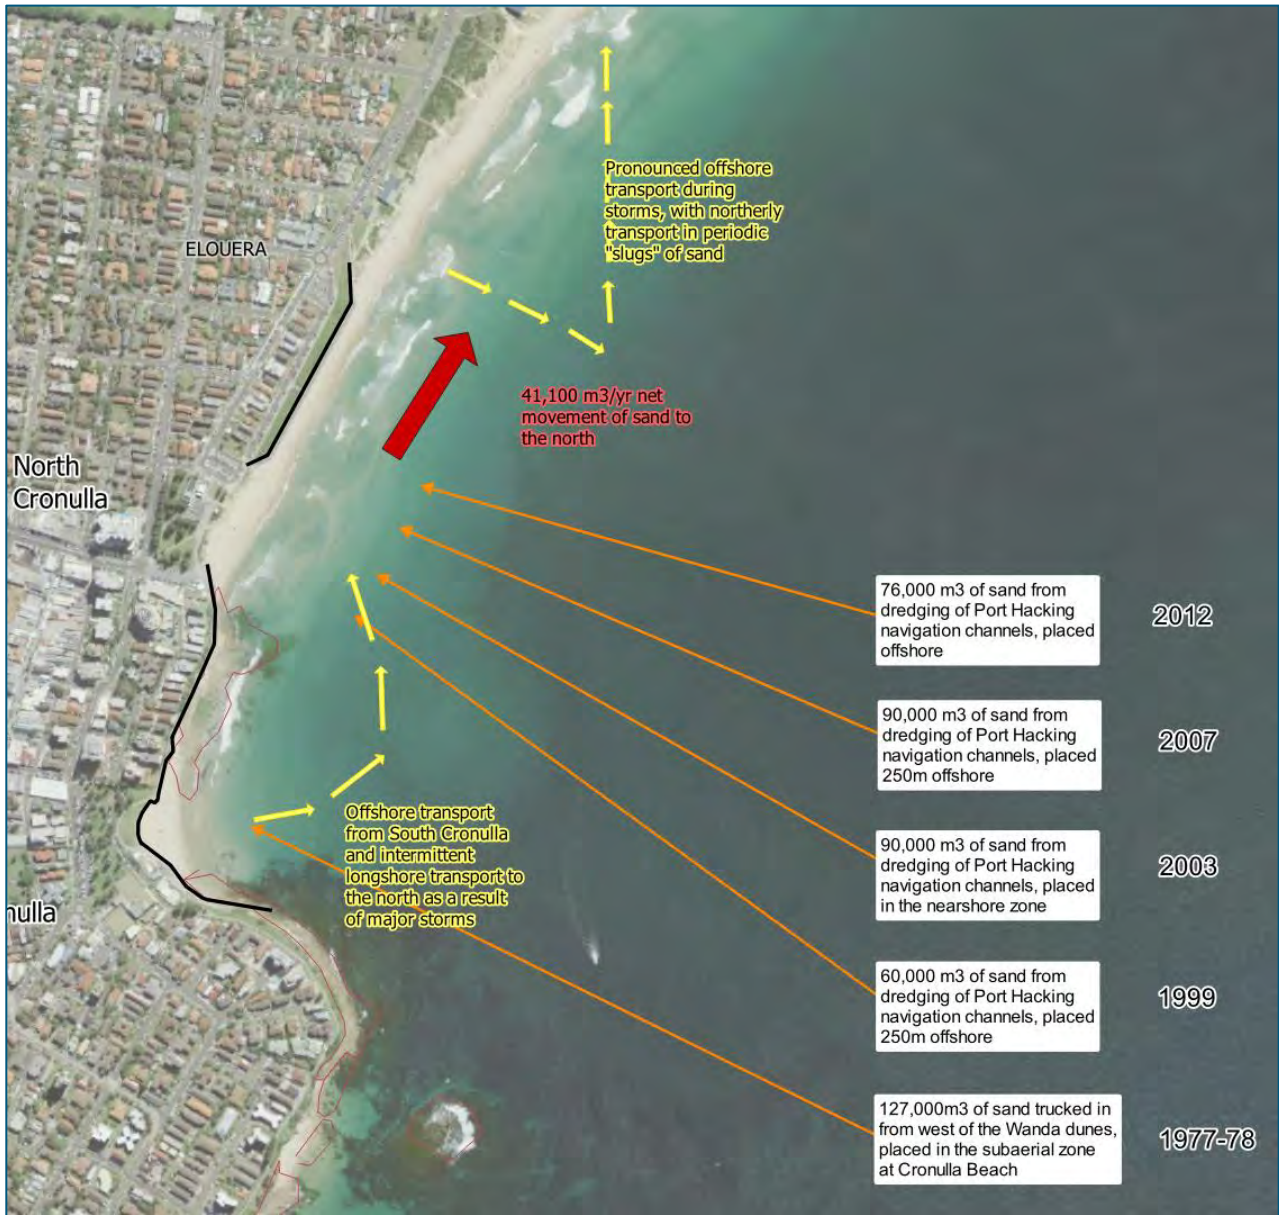 Pronounced offshore
transport during
storms, with northerly
transport in periodic
"slugs" of sand
ELOUERA
41,100 m3/yr net
movement of sand to
the north
North
Cronulla
76,000 m3 of sand from
dredging of Port Hacking
navigation channels, placed
offshore
2012
90,000 m3 of sand from
dredging of Port Hacking
navigation channels, placed
250m offshore
2007
Offshore transport
from South Cronulla
and intermittent
longshore transport to
the north as a result
of major storms
90,000 m3 of sand from
dredging of Port Hacking
navigation channels, placed
in the nearshore zone
2003
nulla
60,000 m3 of sand from
dredging of Port Hacking
navigation channels, placed
250m offshore
1999
127,000m3 of sand trucked in
from west of the Wanda dunes,
placed in the subaerial zone
at Cronulla Beach
1977-78